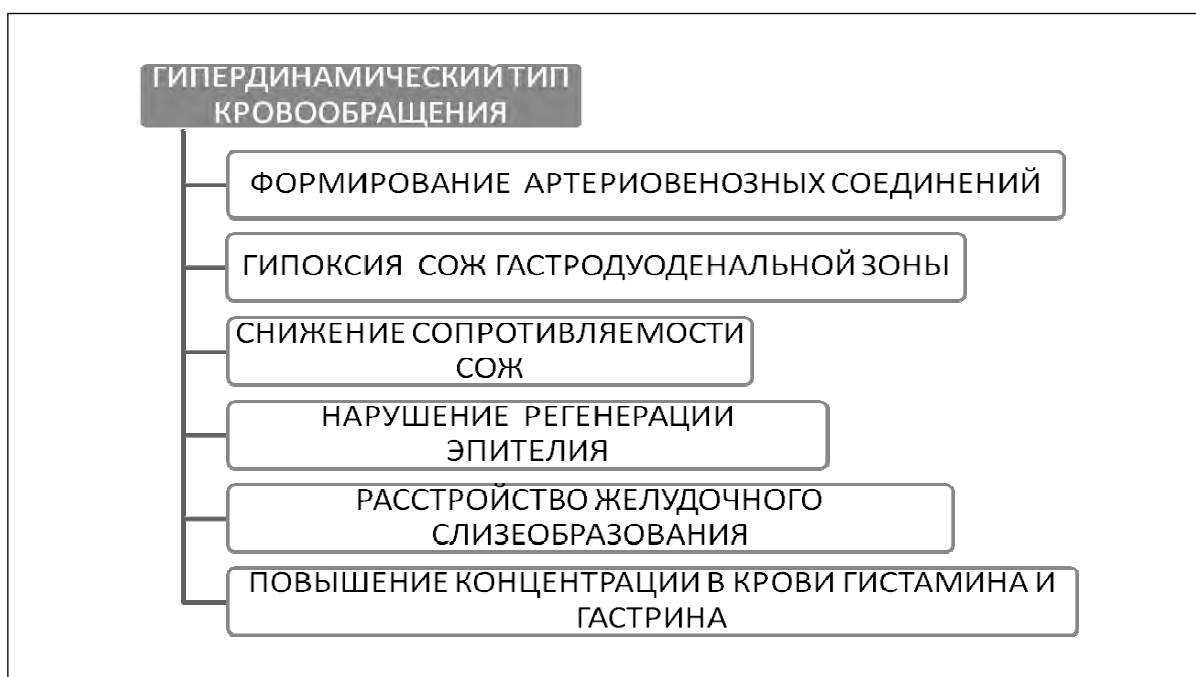 ГИПЕРДИНАМИЧЕСКИЙ ТИП
КРОВООБРАЩЕНИЯ
ФОРМИРОВАНИЕ АРТЕРИОВЕНОЗНЫХ СОЕДИНЕНИЙ
ГИПОКСИЯ СОЖ ГАСТРОДУОДЕНАЛЬНОЙ ЗОНЫ
СНИЖЕНИЕ СОПРОТИВЛЯЕМОСТИ
СОЖ
НАРУШЕНИЕ РЕГЕНЕРАЦИИ
ЭПИТЕЛИЯ
РАССТРОЙСТВО ЖЕЛУДОЧНОГО
СЛИЗЕОБРАЗОВАНИЯ
ПОВЫШЕНИЕ КОНЦЕНТРАЦИИ В КРОВИ ГИСТАМИНА И
ГАСТРИНА